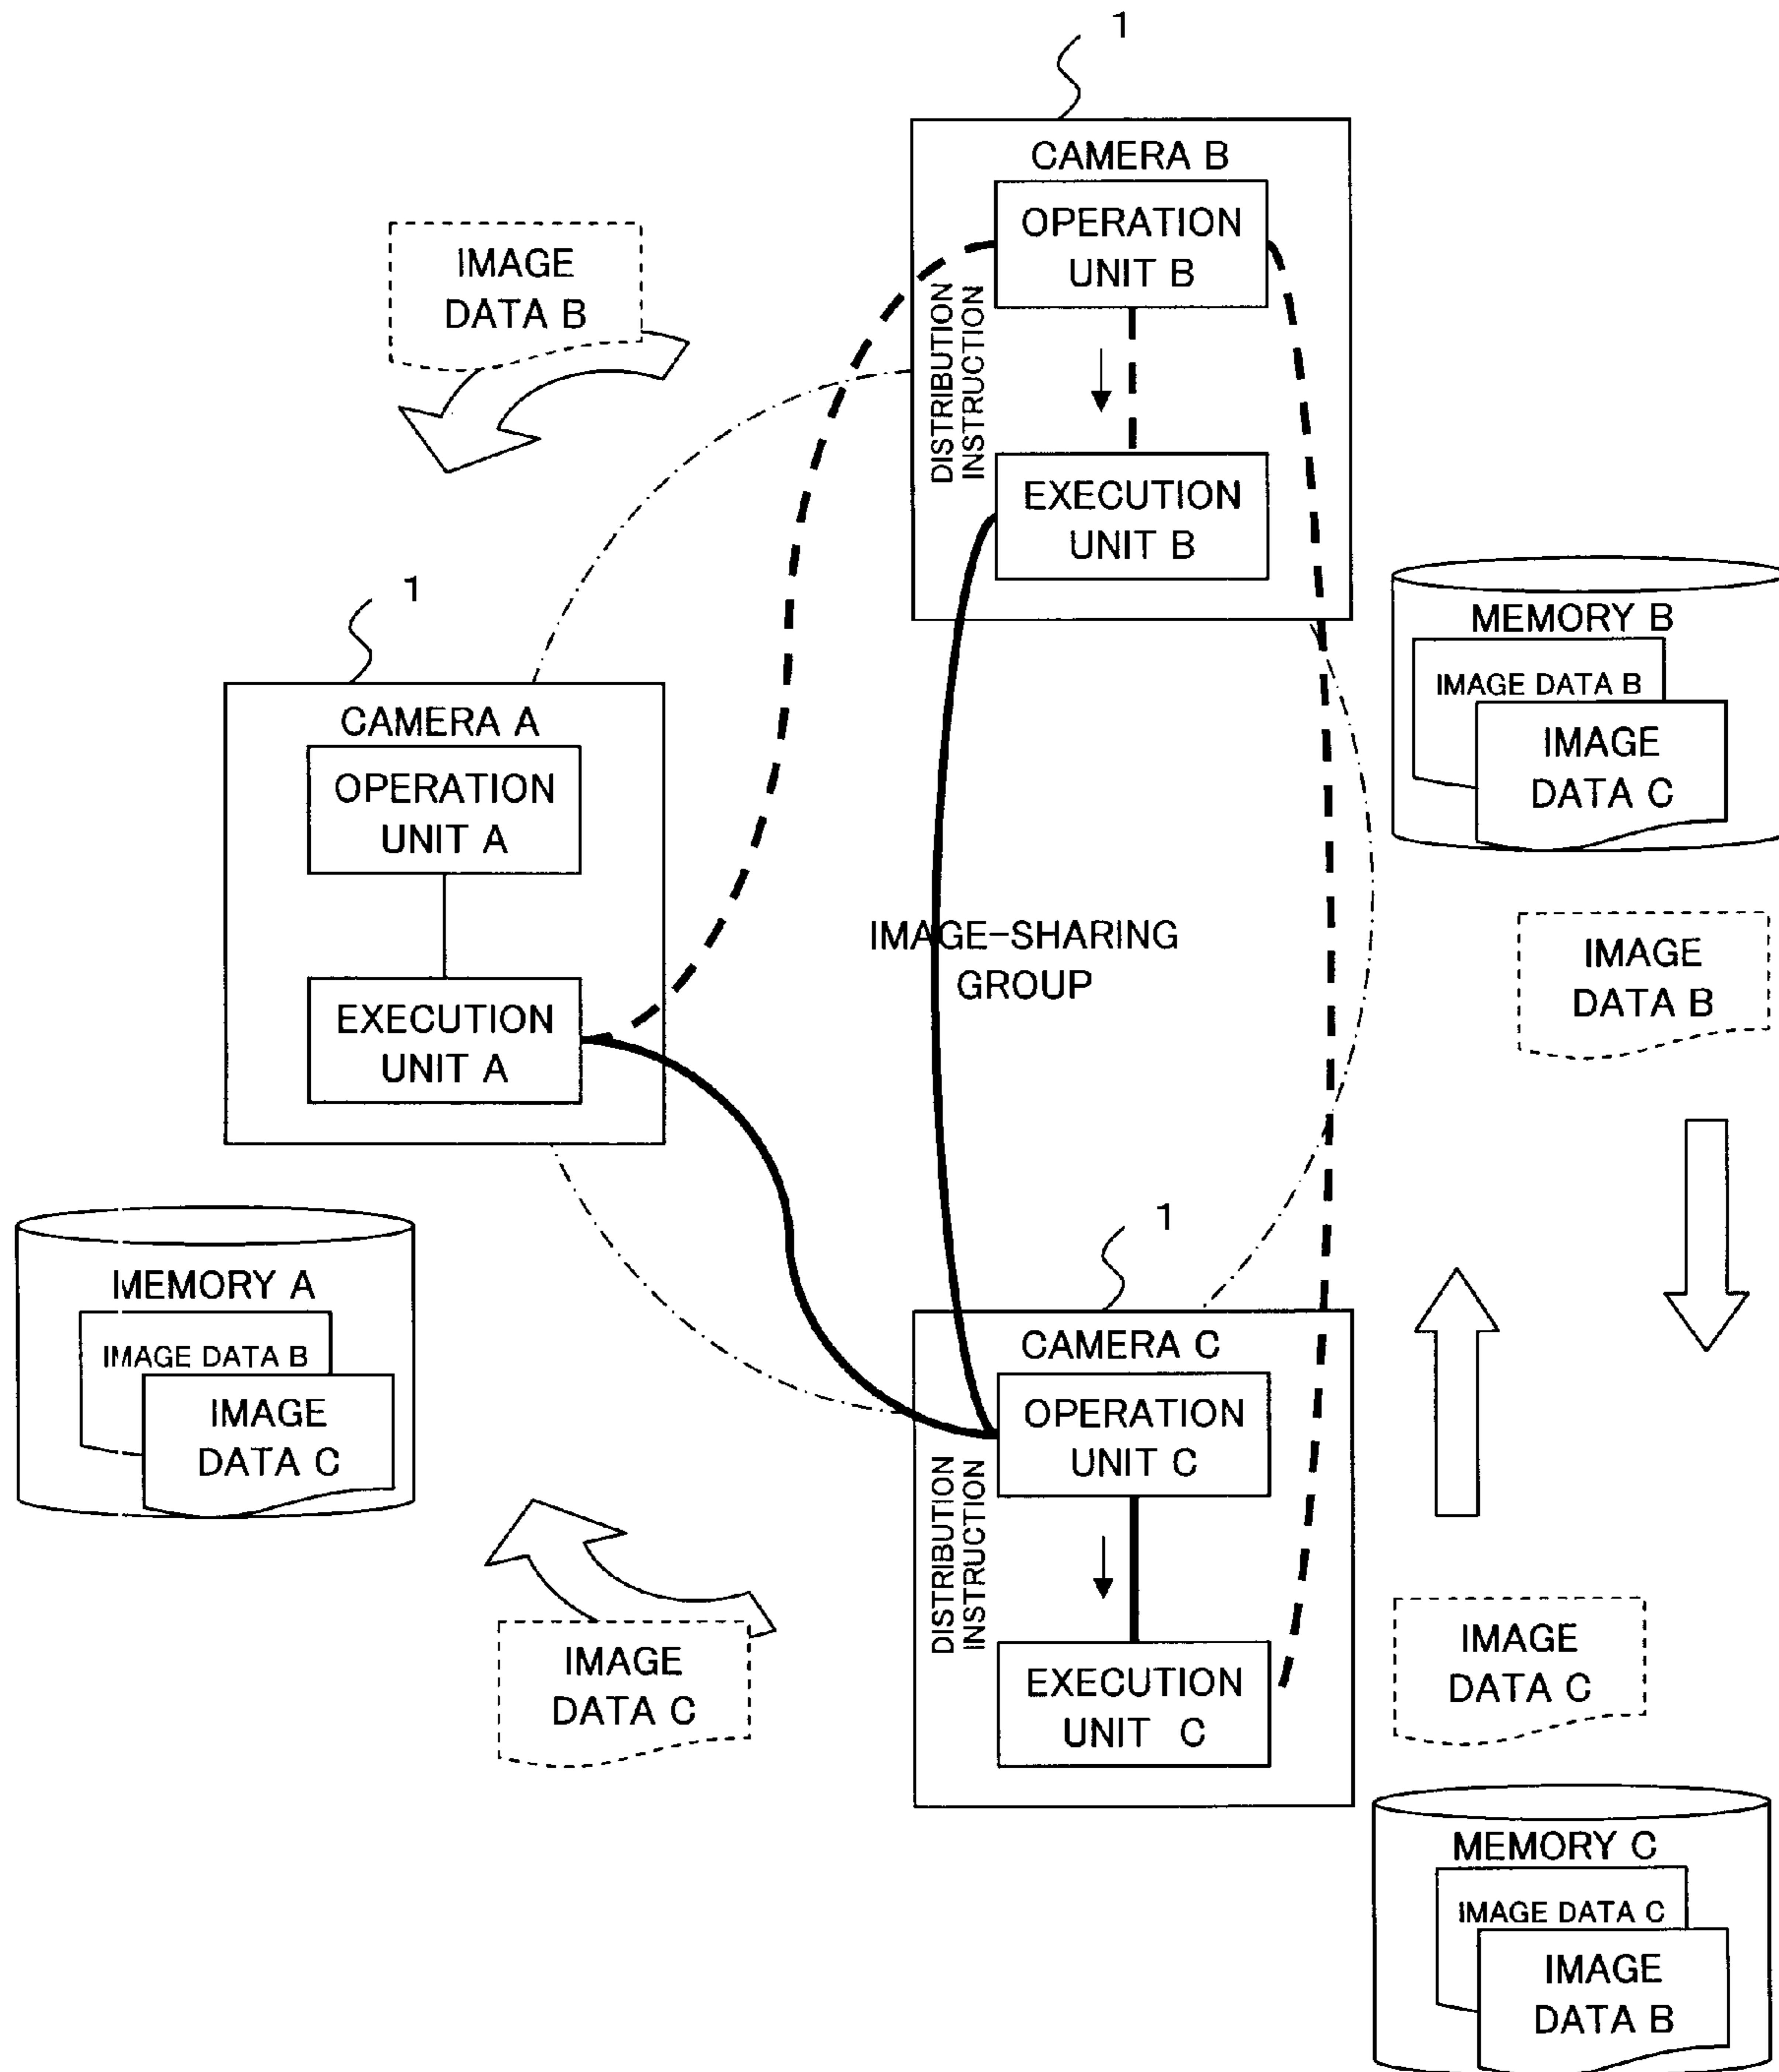 1
CAMERA B
OPERATION
UNIT B
DISTRIBUTION
INSTRUCTION
EXECUTION
UNIT B
IMAGE
DATA B
1
CAMERA A
OPERATION
UNIT A
EXECUTION
UNIT A
MEMORY B
IMAGE DATA B
IMAGE
DATA C
IMAGE-SHARING
GROUP
IMAGE
DATA B
MEMORY A
IMAGE DATA B
IMAGE
DATA C
1
CAMERA C
OPERATION
UNIT C
DISTRIBUTION
INSTRUCTION
EXECUTION
UNIT C
IMAGE
DATA C
IMAGE
DATA C
MEMORY C
IMAGE DATA C
IMAGE
DATA B